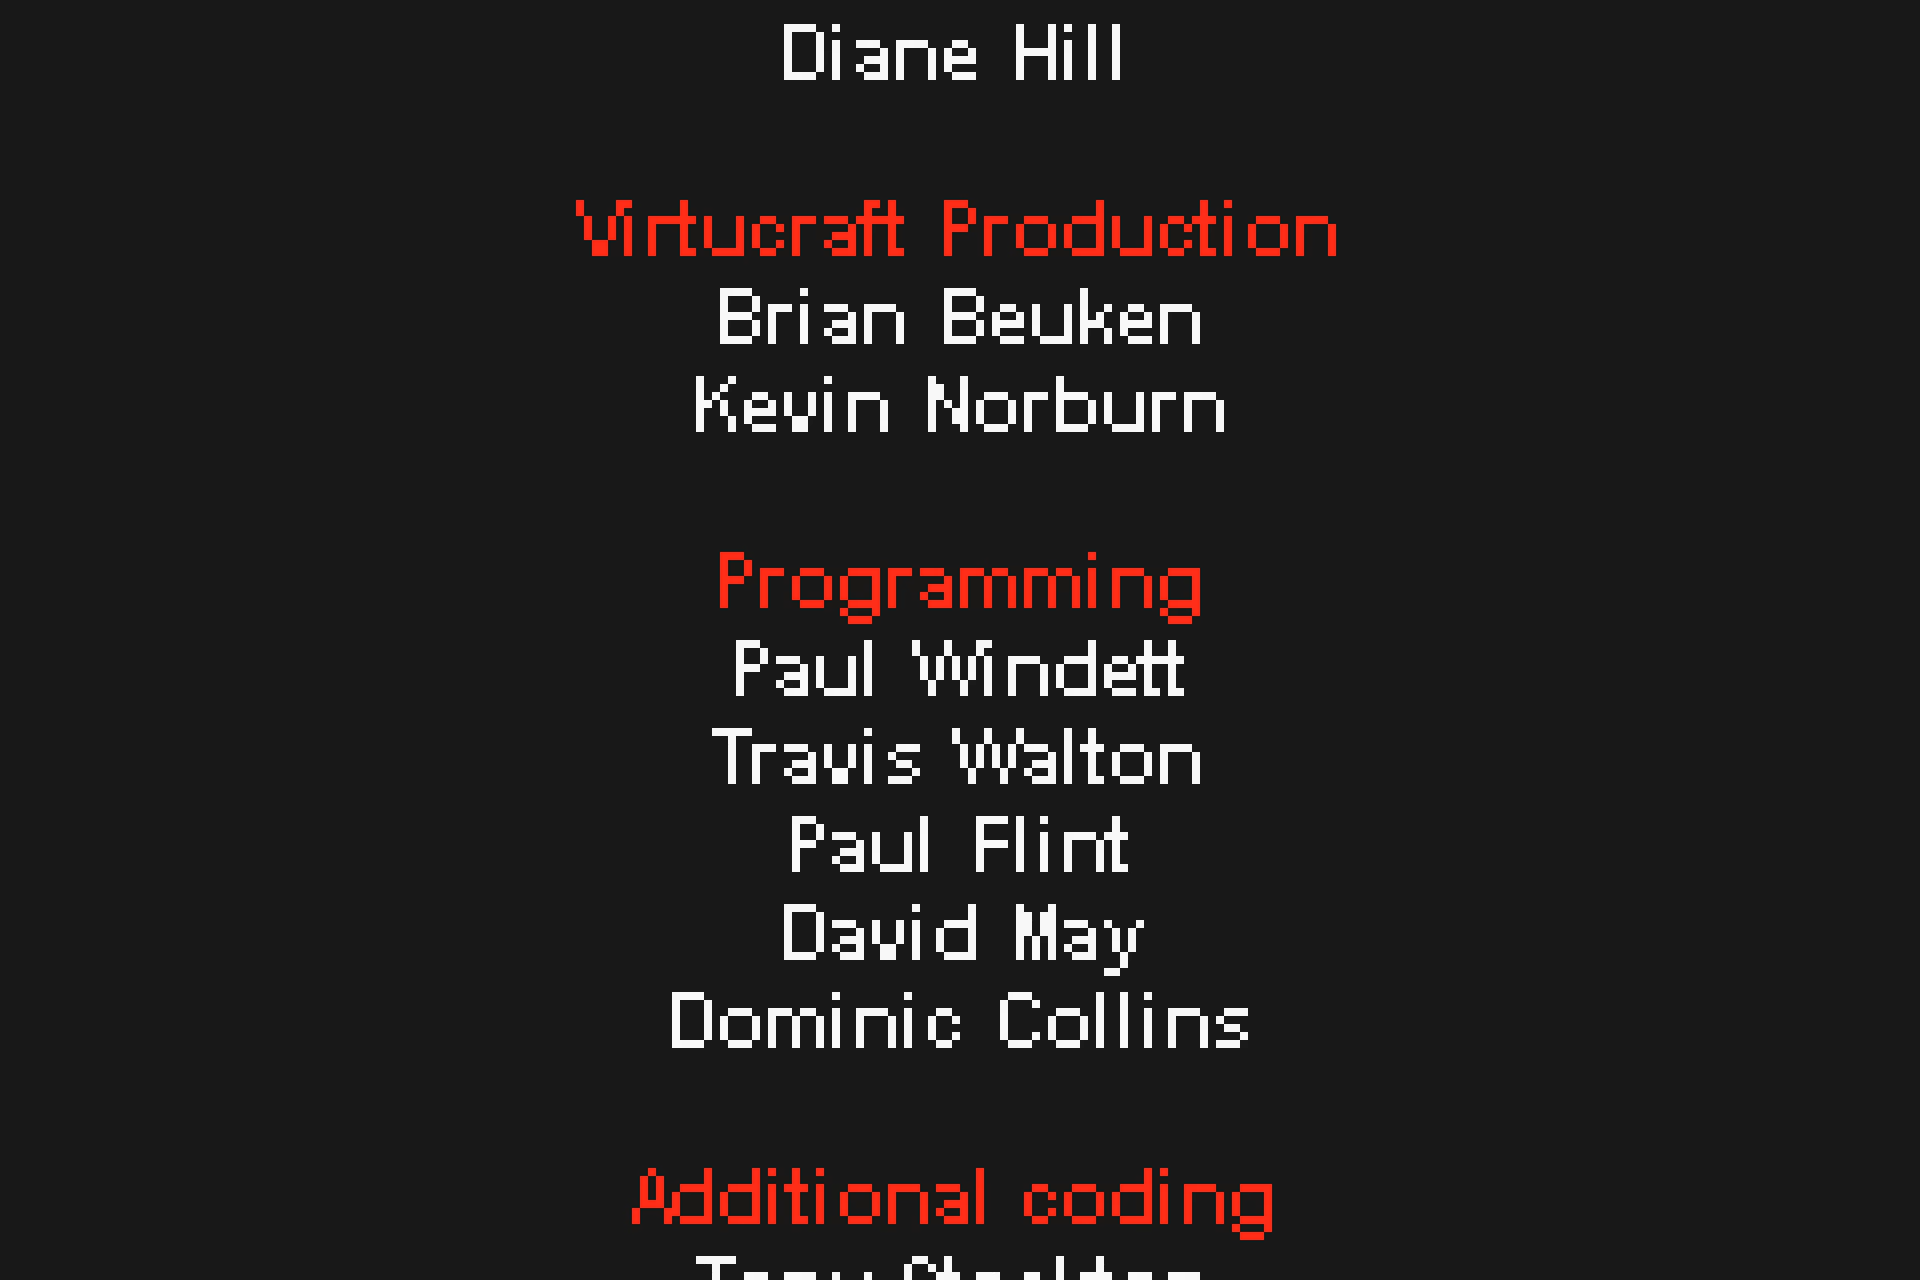 Diane Hill
Virtucraft Production
Brian Beuken
Kevin Norburn
Programming
Paul Windett
Travis Walton
Paul Flint
David May
Dominic Collins
Additional coding